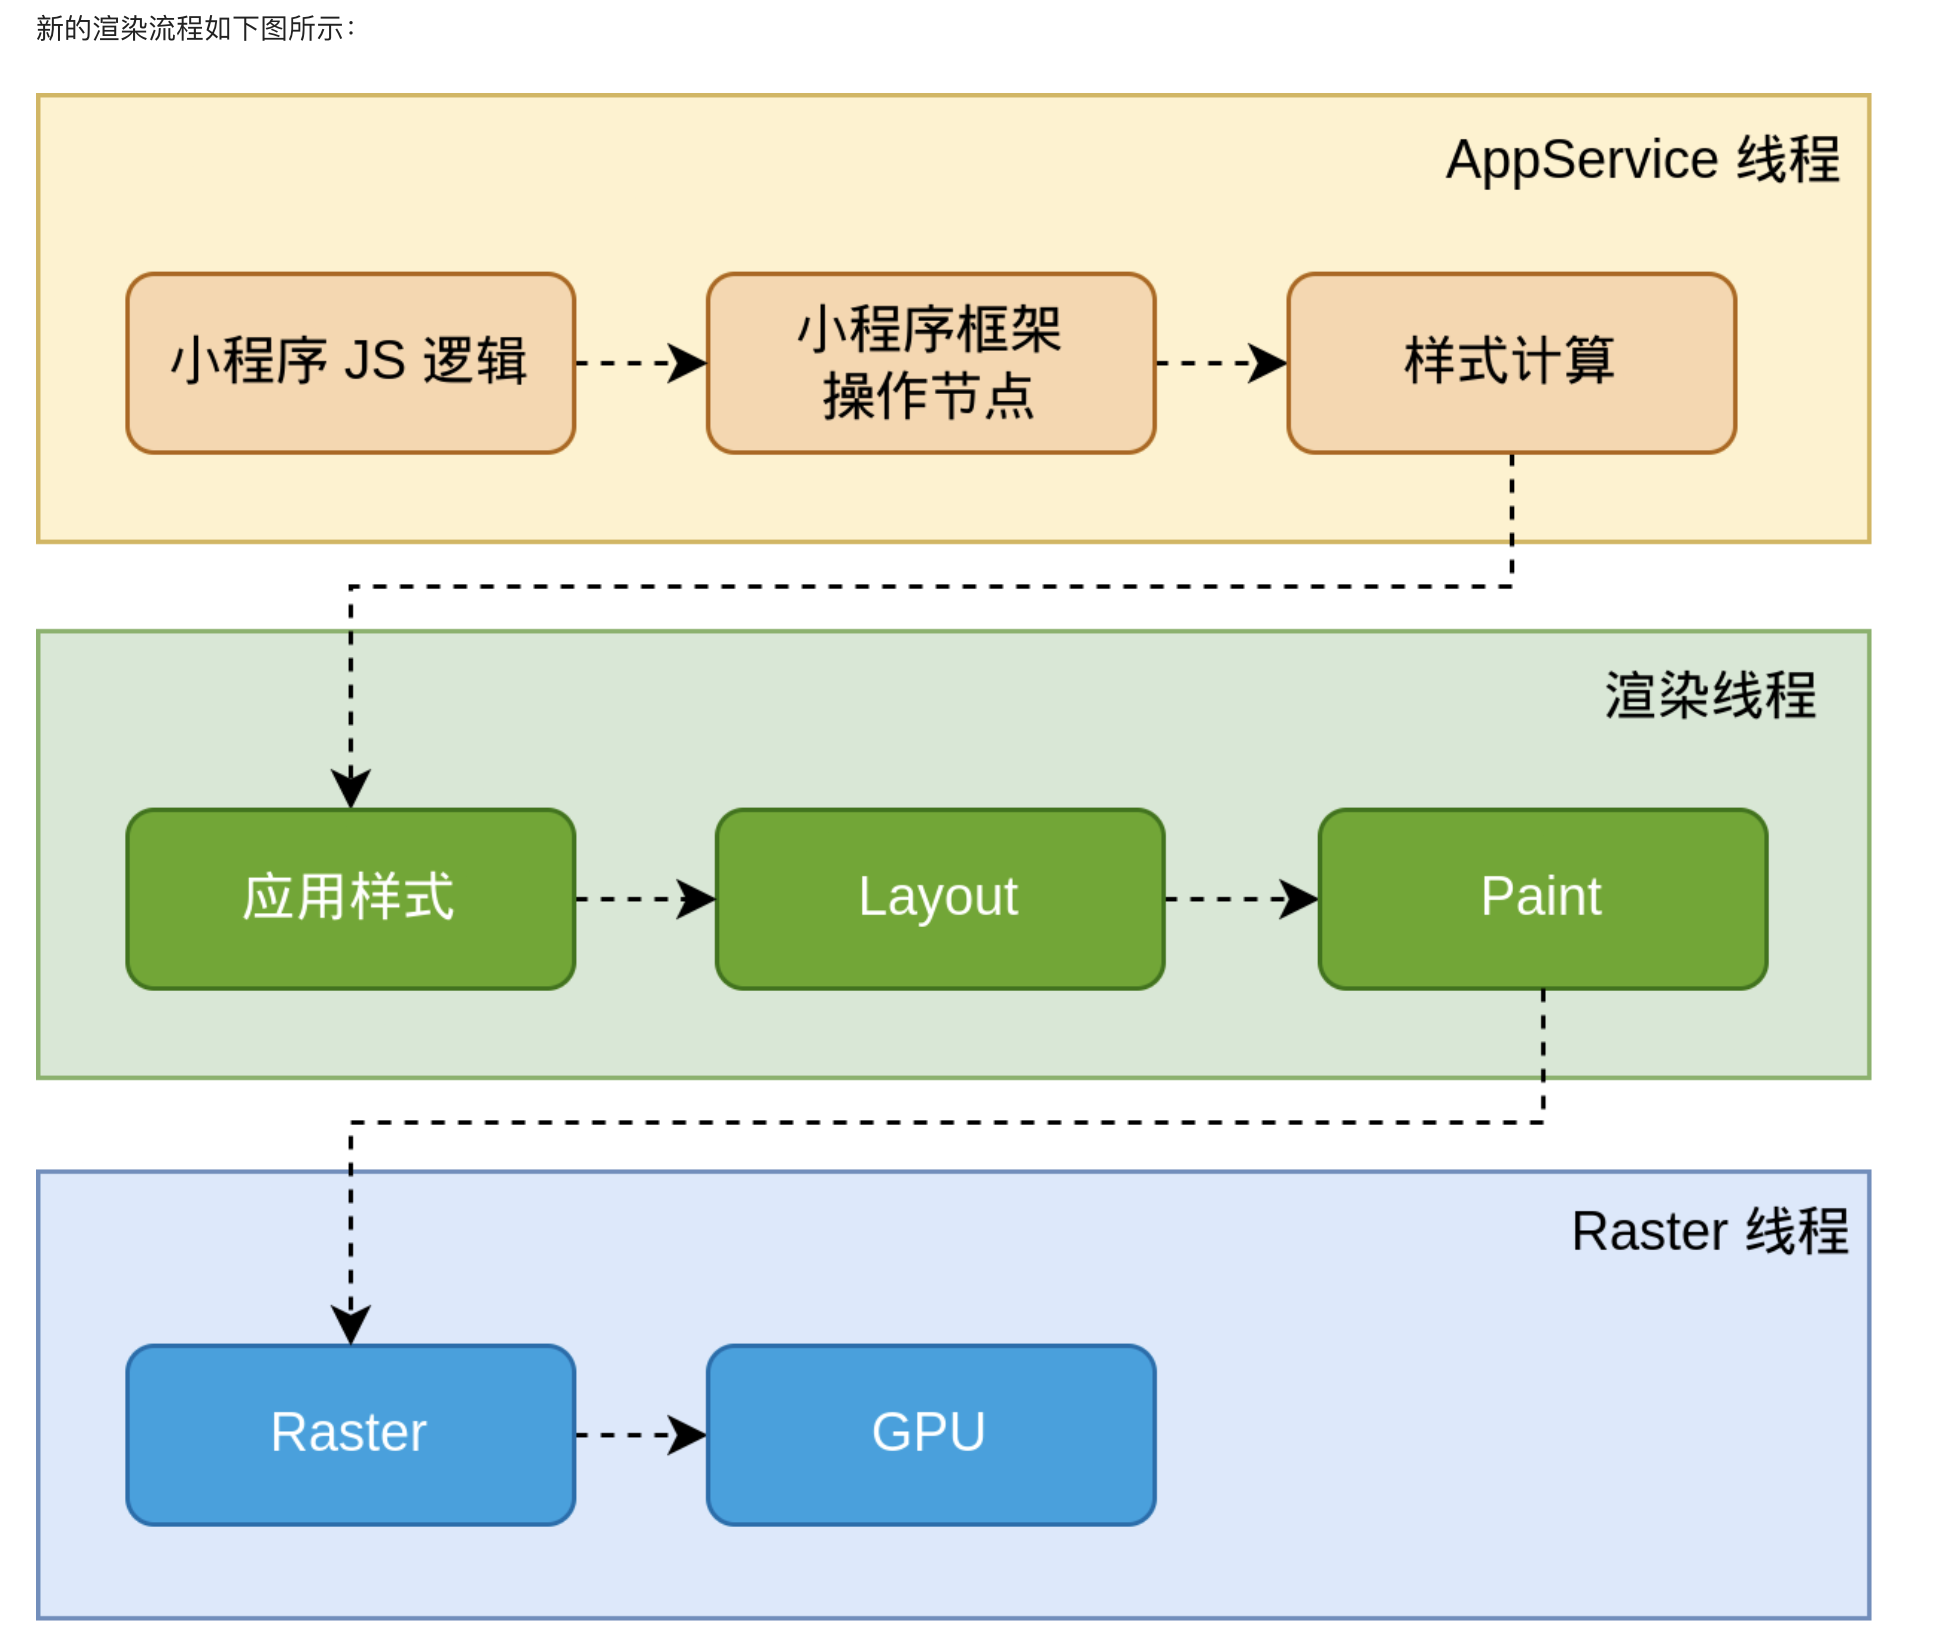 新的渲染流程如下图所示：
AppService 线程
小程序 JS 逻辑
小程序框架
操作节点
样式计算
渲染线程
应用样式
Layout
Paint
Raster 线程
Raster
GPU